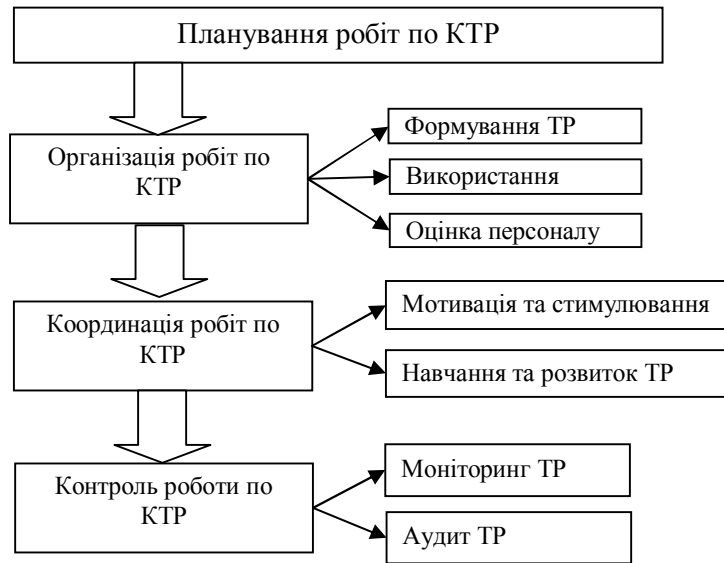 Планування робіт по КТР
Організація робіт по
КТР
Формування ТР
Використання
Оцінка персоналу
Координація робіт по
КТР
Мотивація та стимулювання
Навчання та розвиток ТР
Контроль роботи по
КТР
Моніторинг ТР
Аудит ТР